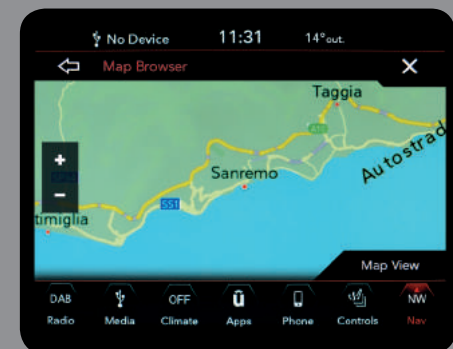 No Device 11:31 14° out.
Map Browser
Taggia
Autostrad
+
Sanremo
-
SS1
timiglia
Map View
DAB OFF û NW
Radio Media Climate Apps Phone Controls Nav